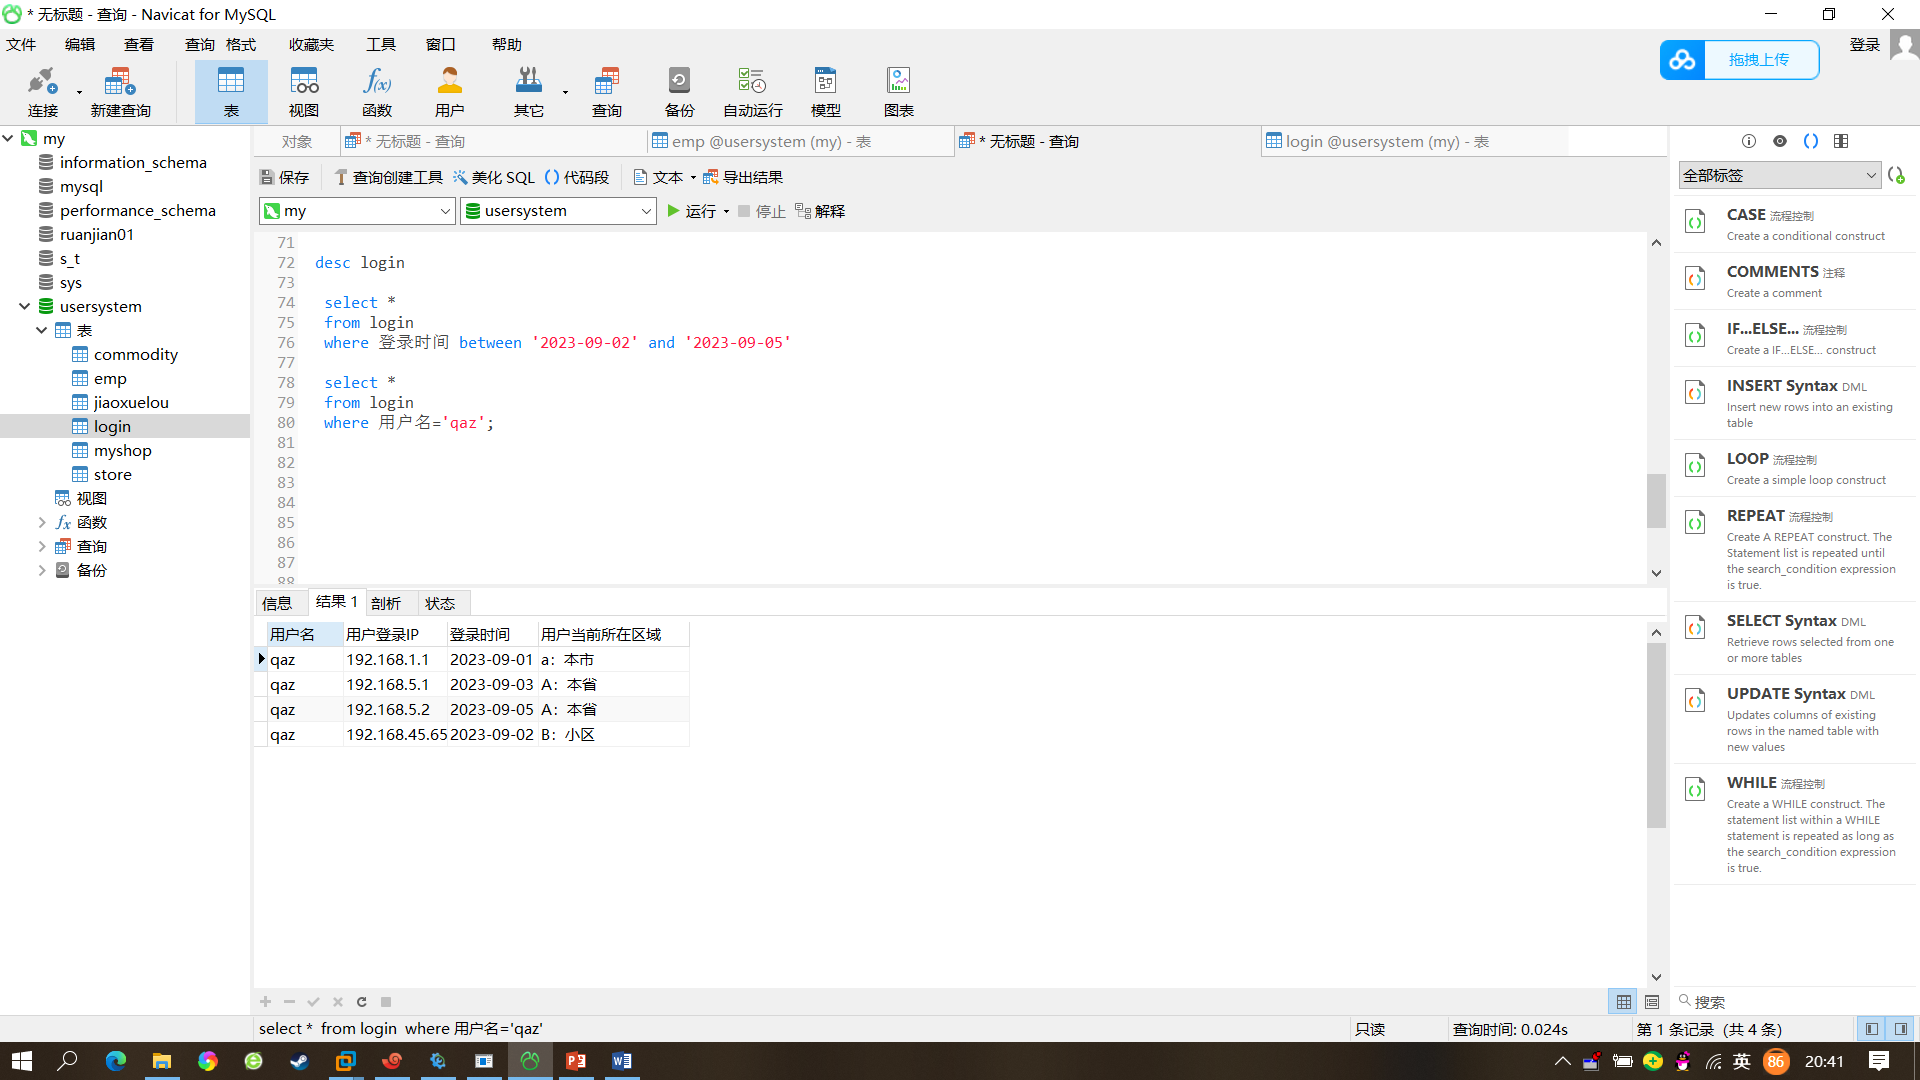 * 无标题 - 查询 - Navicat for MySQL
文件 编辑 查看 查询 格式 收藏夹 工具 窗口 帮助
登录
拖拽上传
连接 新建查询 表 视图 函数 用户 其它 查询 备份 自动运行 模型 图表
my
information_schema
mysql
performance_schema
ruanjian01
s_t
sys
usersystem
表
commodity
emp
jiaoxuelou
login
myshop
store
视图
函数
查询
备份
对象 * 无标题 - 查询 emp @usersystem (my) - 表 * 无标题 - 查询 login @usersystem (my) - 表
保存 查询创建工具 美化 SQL 代码段 文本 导出结果
my usersystem 运行 停止 解释
71
72 desc login
73
74 select *
75 from login
76 where 登录时间 between '2023-09-02' and '2023-09-05'
77
78 select *
79 from login
80 where 用户名='qaz';
81
82
83
84
85
86
87
88
信息 结果 1 剖析 状态
用户名 用户登录IP 登录时间 用户当前所在区域
qaz 192.168.1.1 2023-09-01 a：本市
qaz 192.168.5.1 2023-09-03 A：本省
qaz 192.168.5.2 2023-09-05 A：本省
qaz 192.168.45.65 2023-09-02 B：小区
全部标签
CASE 流程控制
Create a conditional construct
COMMENTS 注释
Create a comment
IF...ELSE... 流程控制
Create a IF...ELSE... construct
INSERT Syntax DML
Insert new rows into an existing
table
LOOP 流程控制
Create a simple loop construct
REPEAT 流程控制
Create A REPEAT construct. The
Statement list is repeated until
the search_condition expression
is true.
SELECT Syntax DML
Retrieve rows selected from one
or more tables
UPDATE Syntax DML
Updates columns of existing
rows in the named table with
new values
WHILE 流程控制
Create a WHILE construct. The
statement list within a WHILE
statement is repeated as long as
the search_condition expression
is true.
搜索
select * from login where 用户名='qaz' 只读 查询时间: 0.024s 第 1 条记录 (共 4 条)
英 86 20:41